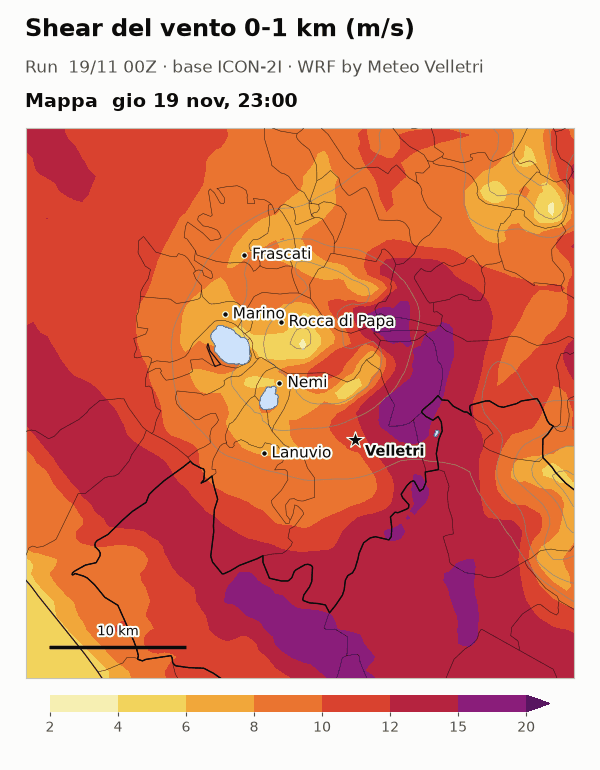 Shear del vento 0-1 km (m/s)
Run  19/11 00Z · base ICON-2I · WRF by Meteo Velletri
Mappa  gio 19 nov, 23:00
Frascati
Marino
Rocca di Papa
Nemi
Velletri
Lanuvio
10 km
2 4 6 8 10 12 15 20